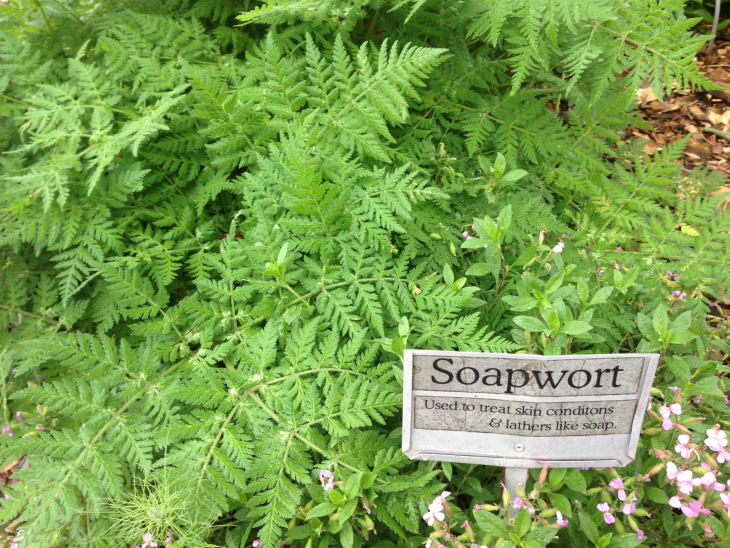 Soapwort
Used to treat skin conditons
& lathers like soap.